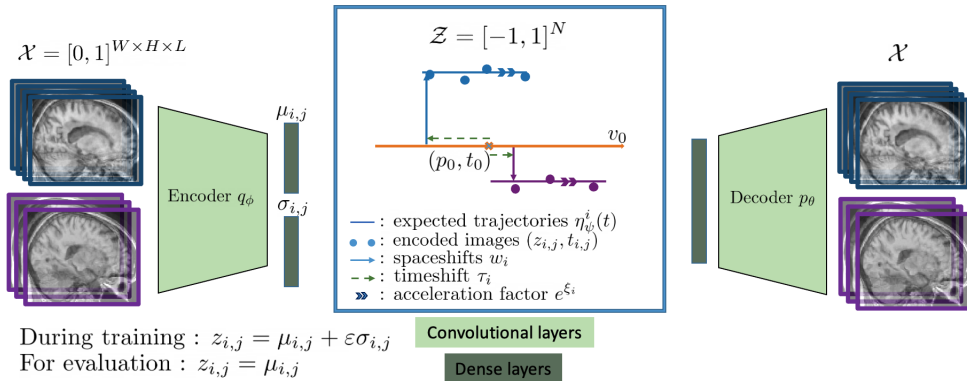 𝒳 = [0, 1]^{W×H×L}
μ_{i,j}
Encoder q_ϕ
σ_{i,j}
𝒵 = [−1, 1]^N
v_0
(p_0, t_0)
: expected trajectories η^i_ψ(t)
: encoded images (z_{i,j}, t_{i,j})
: spaceshifts w_i
: timeshift τ_i
: acceleration factor e^{ξ_i}
𝒳
Decoder p_θ
During training : z_{i,j} = μ_{i,j} + εσ_{i,j}
For evaluation : z_{i,j} = μ_{i,j}
Convolutional layers
Dense layers